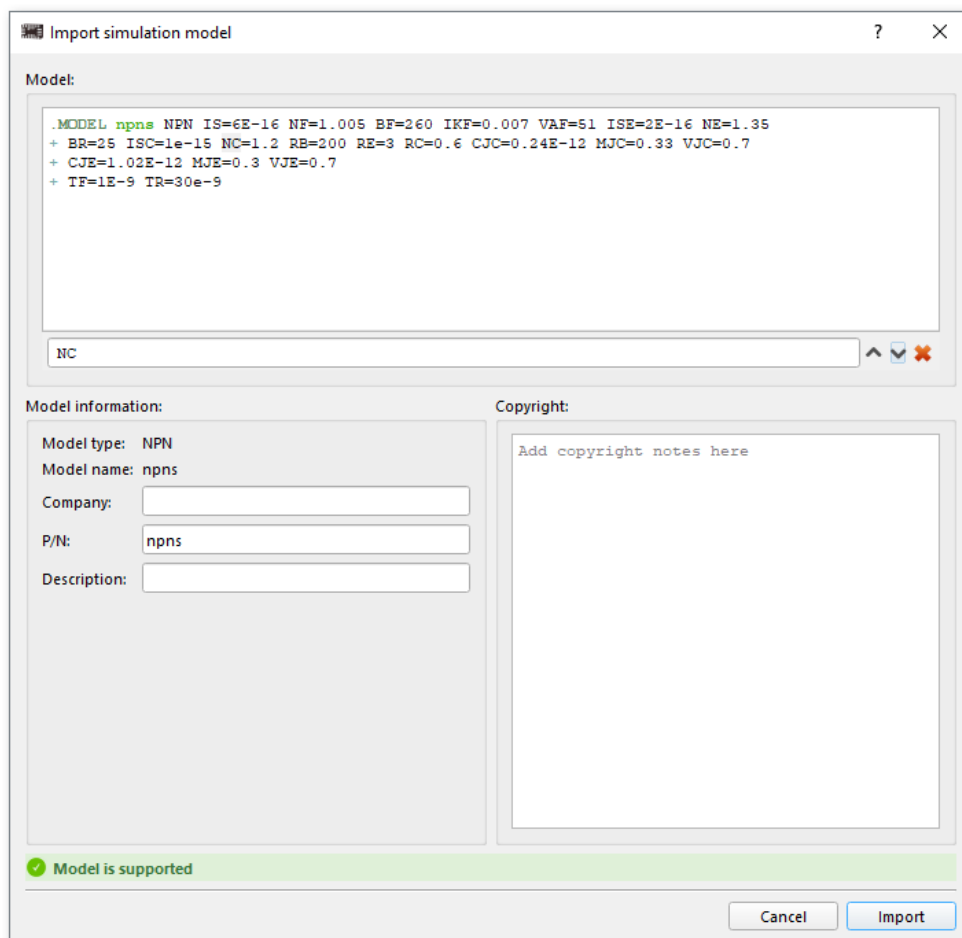 Import simulation model
?
Model:
.MODEL npns NPN IS=6E-16 NF=1.005 BF=260 IKF=0.007 VAF=51 ISE=2E-16 NE=1.35
+ BR=25 ISC=1e-15 NC=1.2 RB=200 RE=3 RC=0.6 CJC=0.24E-12 MJC=0.33 VJC=0.7
+ CJE=1.02E-12 MJE=0.3 VJE=0.7
+ TF=1E-9 TR=30e-9
NC
Model information:
Model type: NPN
Model name: npns
Company:
P/N: npns
Description:
Copyright:
Add copyright notes here
Model is supported
Cancel
Import